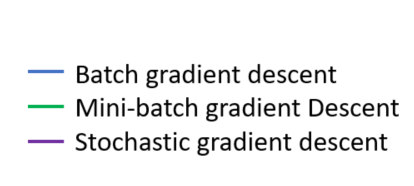 Batch gradient descent
Mini-batch gradient Descent
Stochastic gradient descent